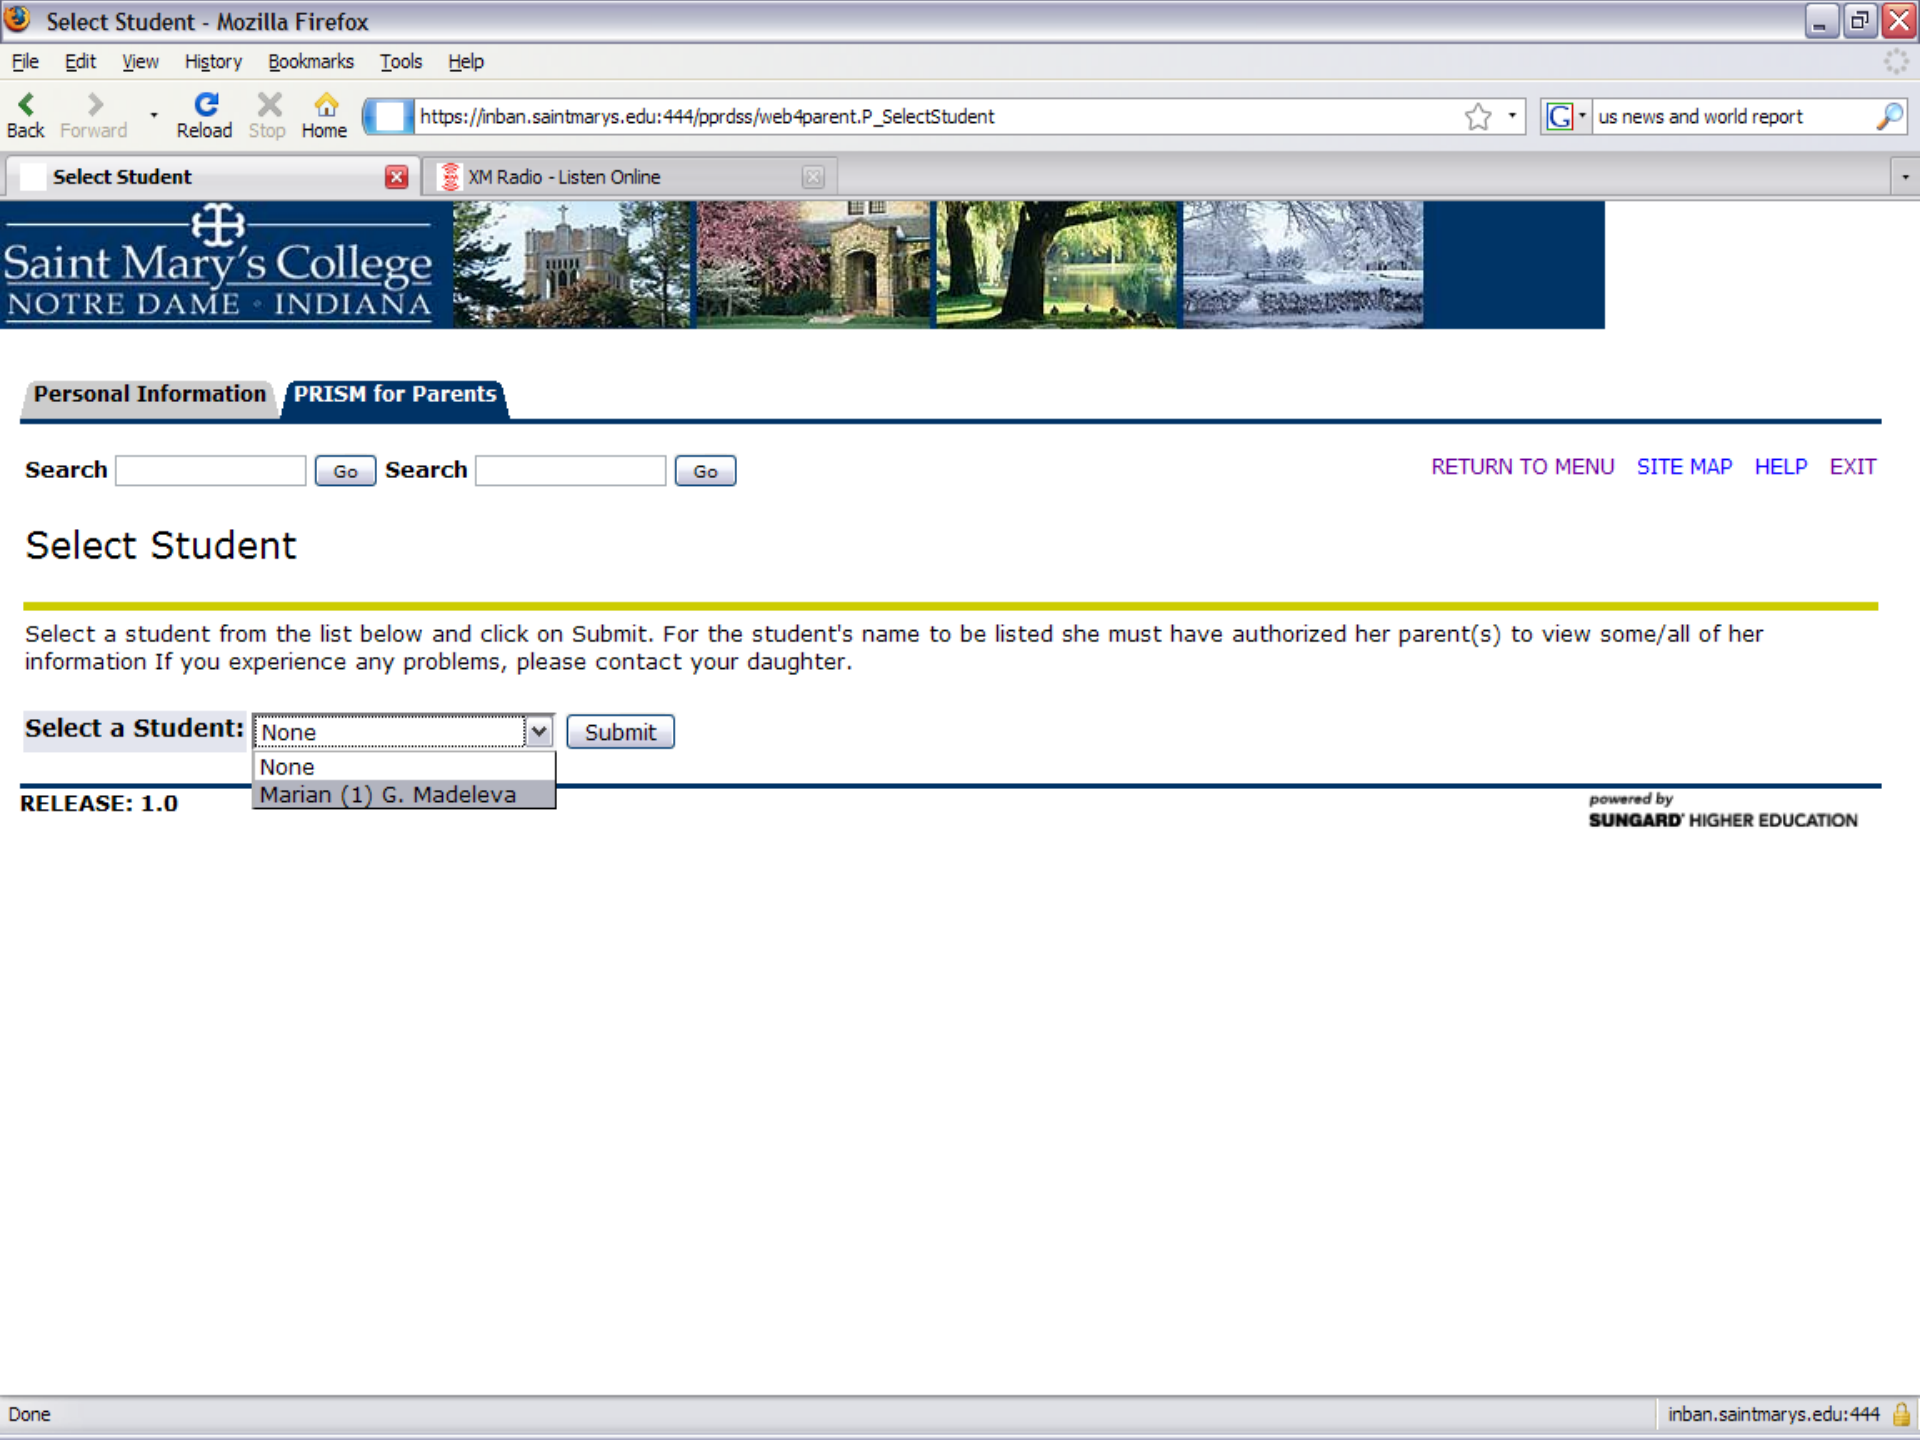 Select Student - Mozilla Firefox
File Edit View History Bookmarks Tools Help
Back Forward Reload Stop Home https://inban.saintmarys.edu:444/pprdss/web4parent.P_SelectStudent G us news and world report
Select Student XM Radio - Listen Online
Saint Mary's College
NOTRE DAME ◦ INDIANA
Personal Information PRISM for Parents
Search Go Search Go RETURN TO MENU SITE MAP HELP EXIT
Select Student
Select a student from the list below and click on Submit. For the student's name to be listed she must have authorized her parent(s) to view some/all of her
information If you experience any problems, please contact your daughter.
Select a Student: None Submit
None
Marian (1) G. Madeleva
RELEASE: 1.0
powered by
SUNGARD' HIGHER EDUCATION
Done inban.saintmarys.edu:444